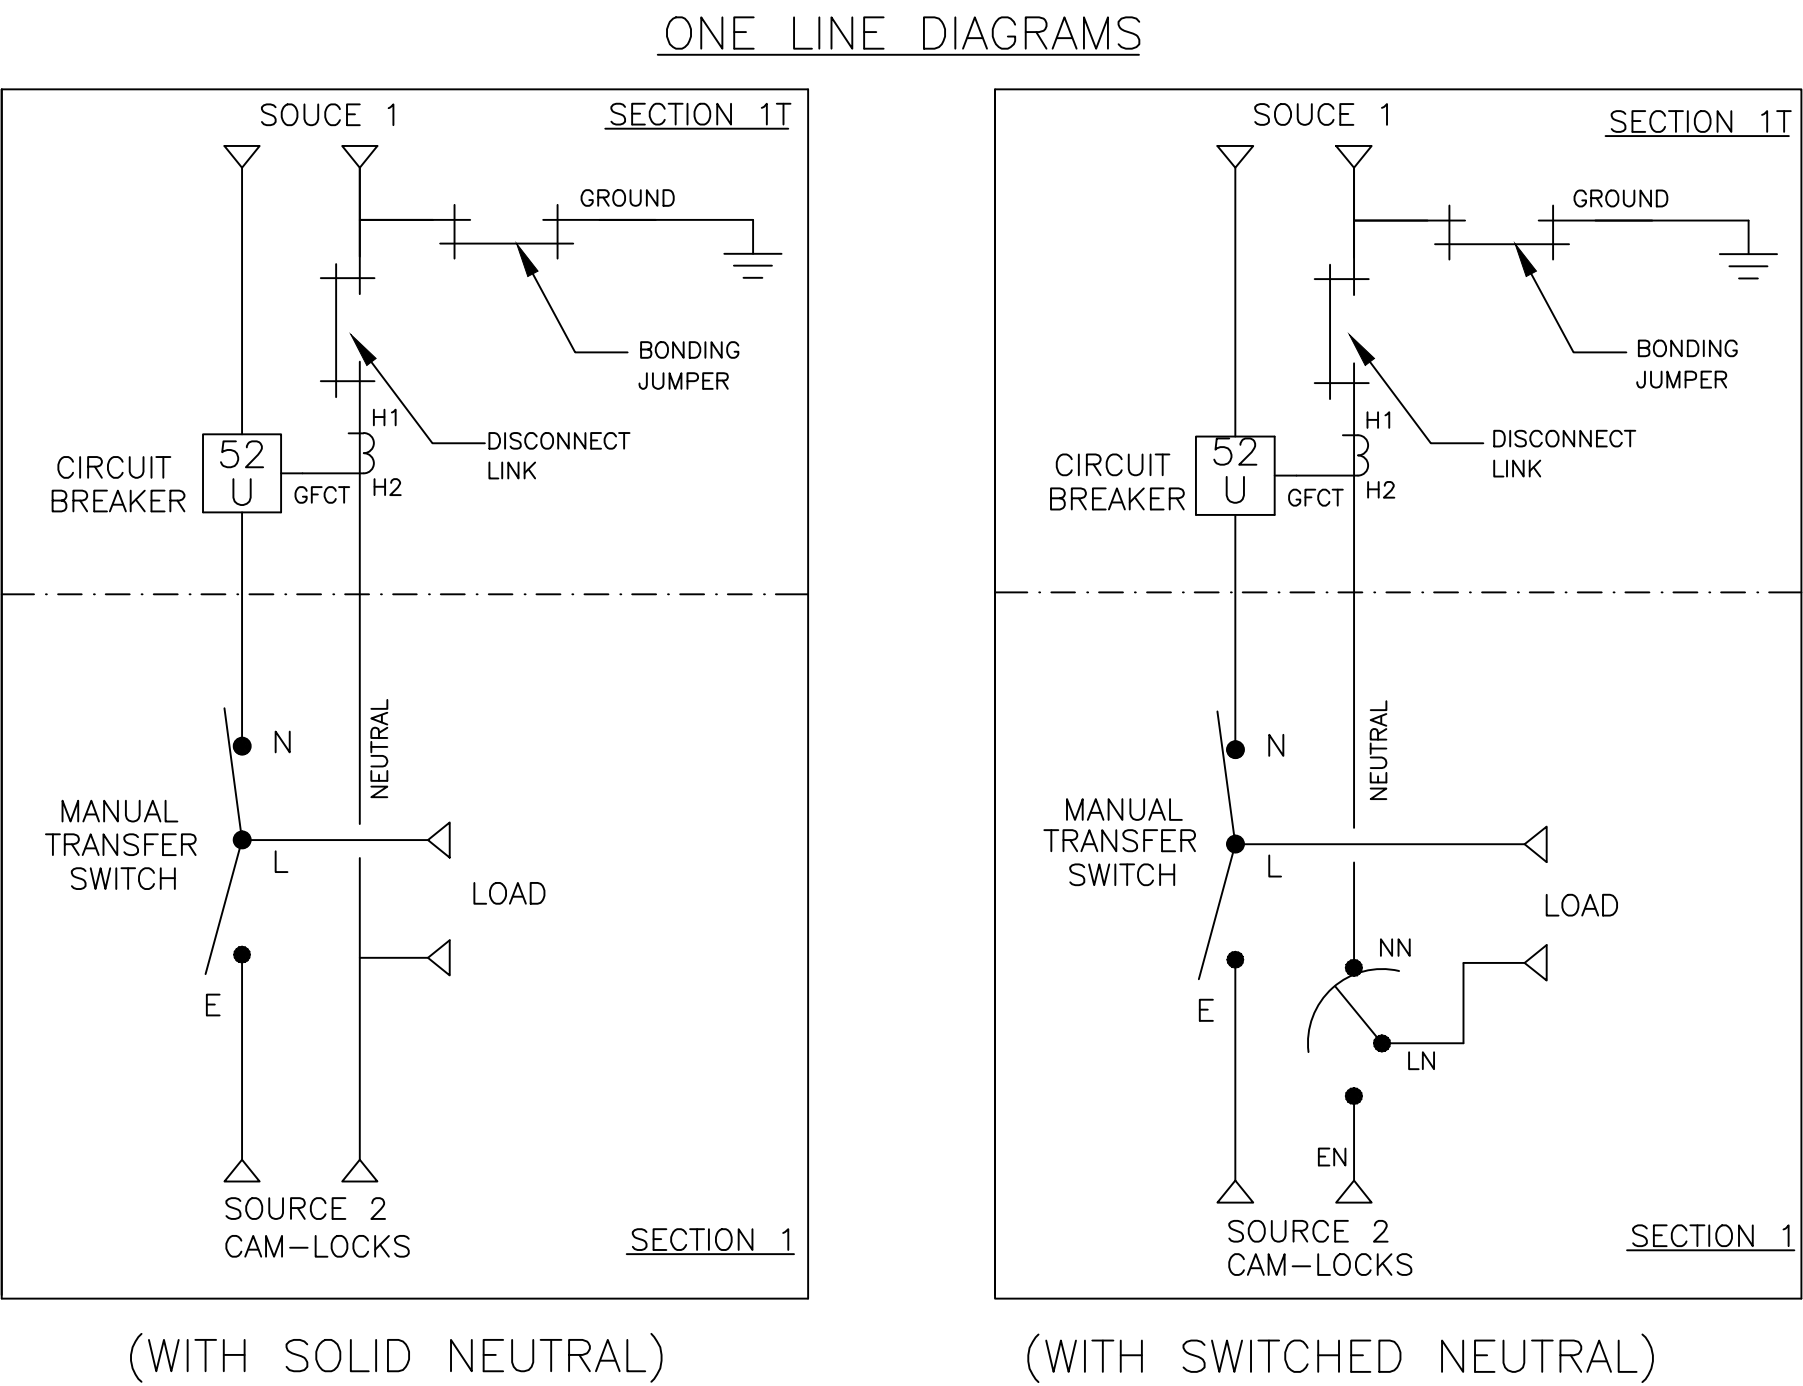 ONE LINE DIAGRAMS
SOUCE 1
SECTION 1T
GROUND
BONDING
JUMPER
H1
DISCONNECT
LINK
52
U
CIRCUIT
BREAKER
GFCT
H2
NEUTRAL
N
MANUAL
TRANSFER
SWITCH
L
LOAD
E
SOURCE 2
CAM-LOCKS
SECTION 1
(WITH SOLID NEUTRAL)
SOUCE 1
SECTION 1T
GROUND
BONDING
JUMPER
H1
DISCONNECT
LINK
52
U
CIRCUIT
BREAKER
GFCT
H2
NEUTRAL
N
MANUAL
TRANSFER
SWITCH
L
LOAD
NN
E
LN
EN
SOURCE 2
CAM-LOCKS
SECTION 1
(WITH SWITCHED NEUTRAL)